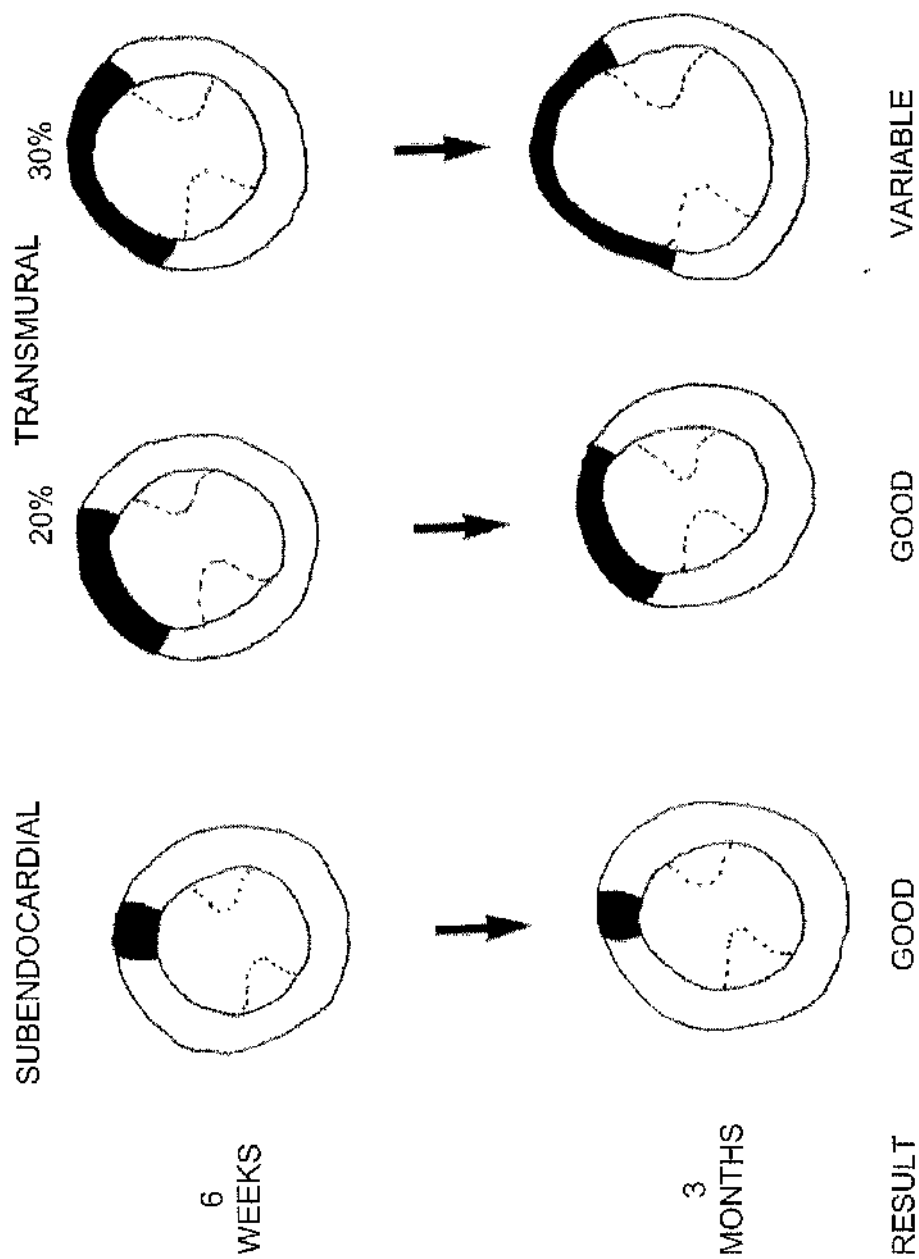 SUBENDOCARDIAL
TRANSMURAL
20%
30%
6
WEEKS
3
MONTHS
RESULT
GOOD
GOOD
VARIABLE